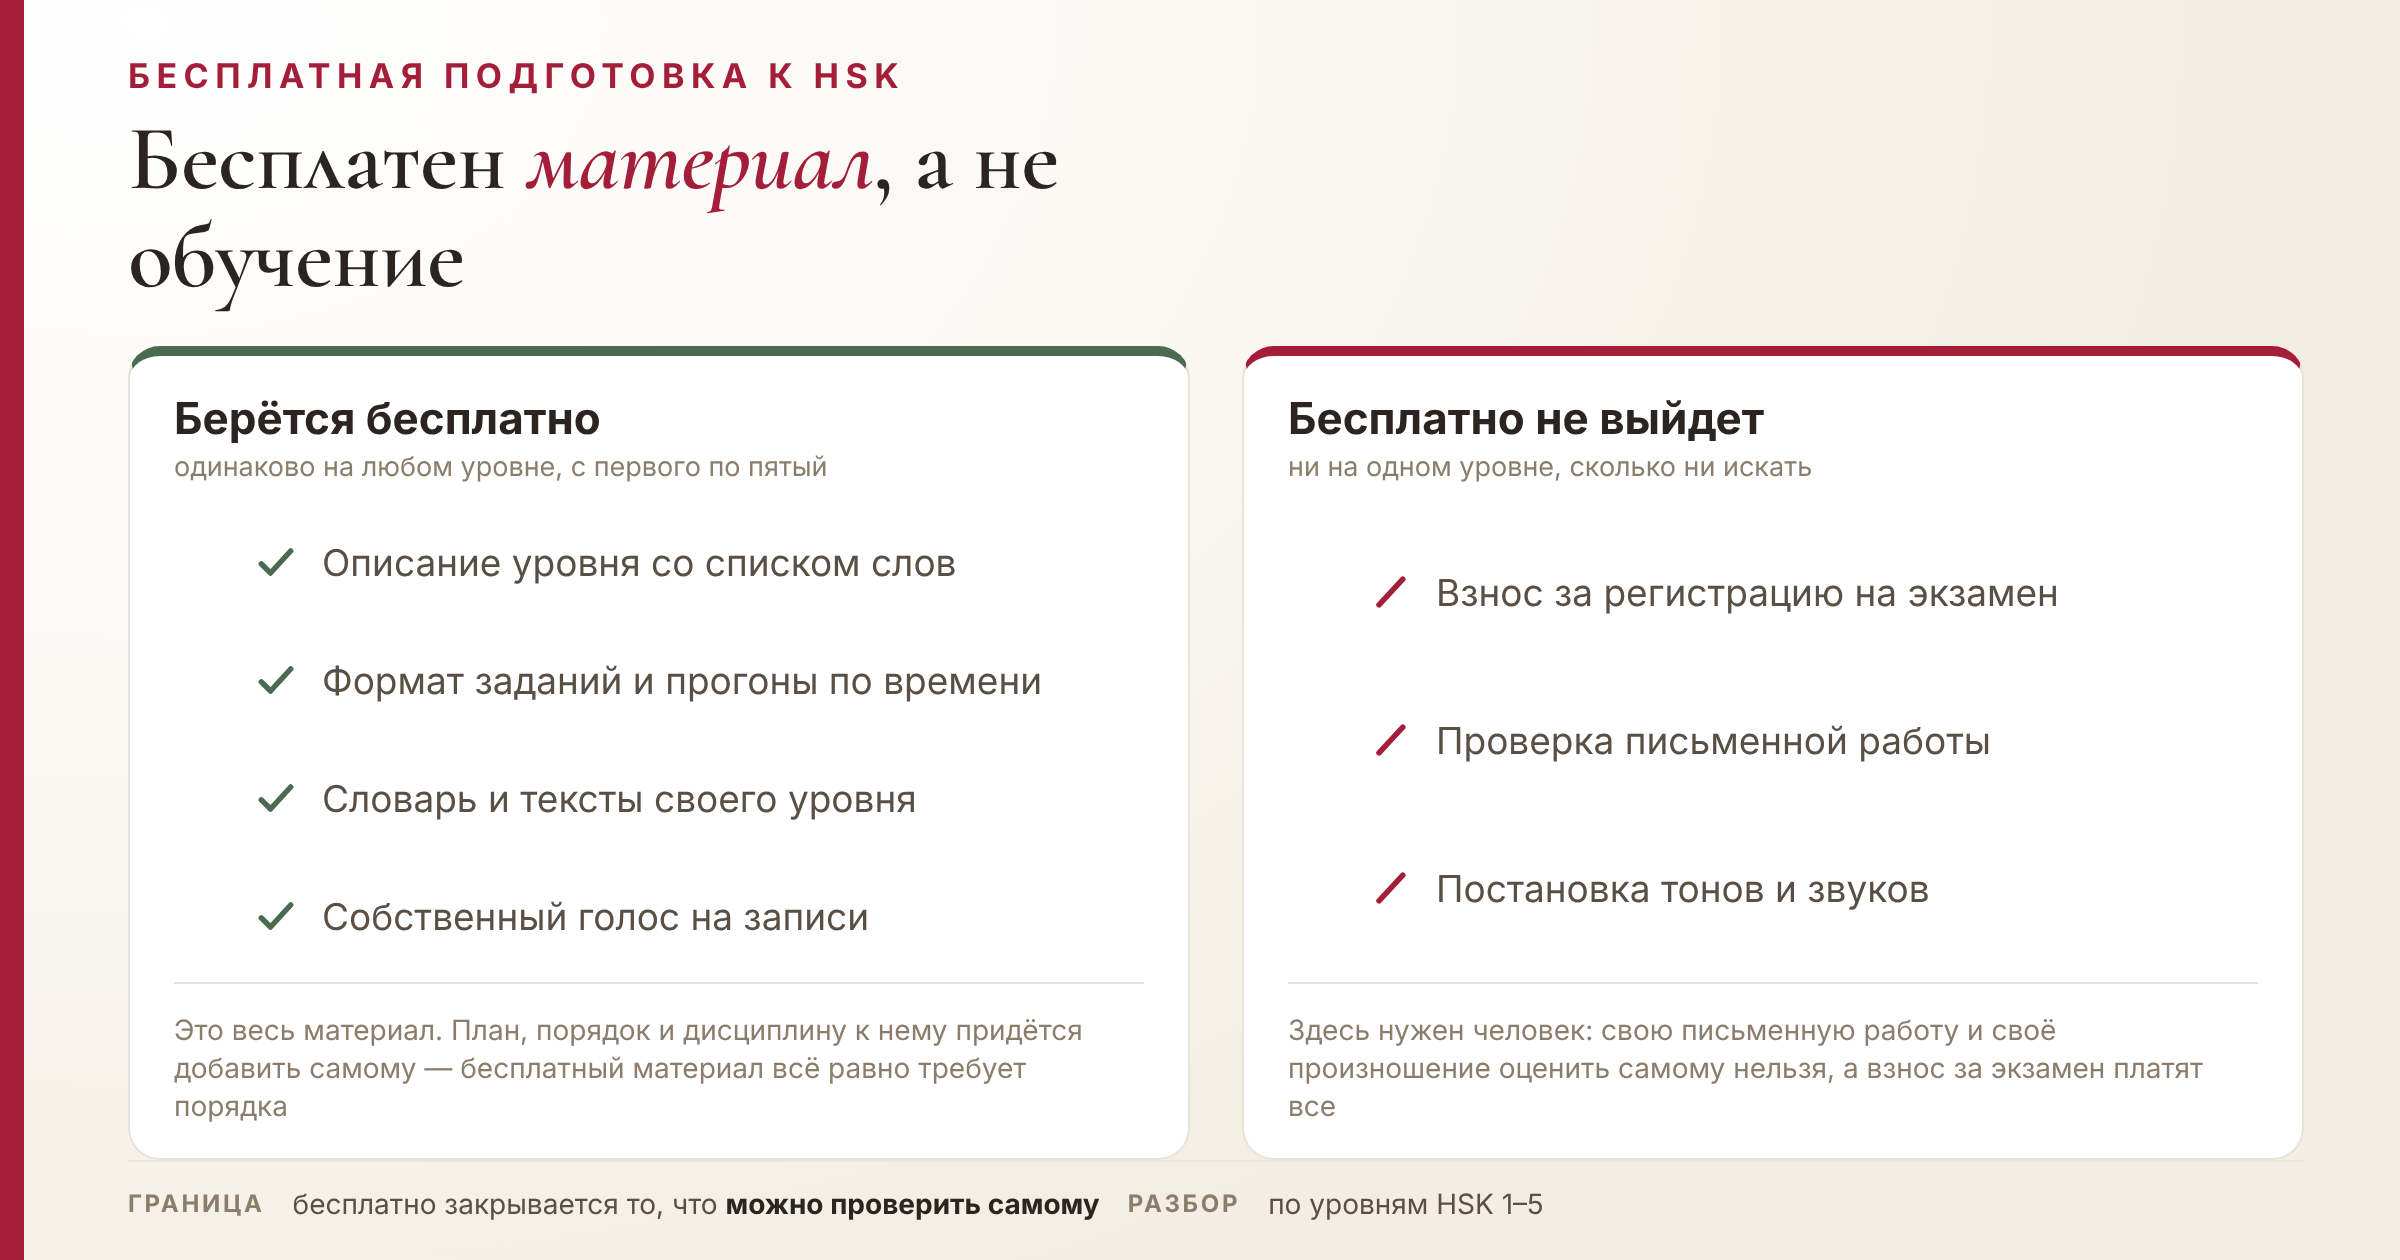 БЕСПЛАТНАЯ ПОДГОТОВКА К HSK
Бесплатен материал, а не
обучение
Берётся бесплатно
одинаково на любом уровне, с первого по пятый
Описание уровня со списком слов
Формат заданий и прогоны по времени
Словарь и тексты своего уровня
Собственный голос на записи
Это весь материал. План, порядок и дисциплину к нему придётся
добавить самому — бесплатный материал всё равно требует
порядка
Бесплатно не выйдет
ни на одном уровне, сколько ни искать
Взнос за регистрацию на экзамен
Проверка письменной работы
Постановка тонов и звуков
Здесь нужен человек: свою письменную работу и своё
произношение оценить самому нельзя, а взнос за экзамен платят
все
ГРАНИЦА бесплатно закрывается то, что можно проверить самому РАЗБОР по уровням HSK 1–5